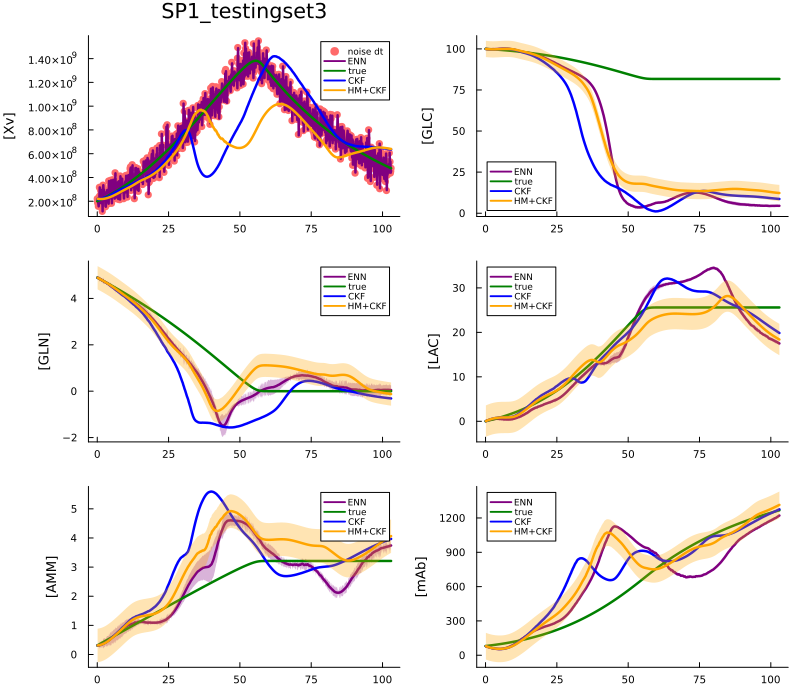 SP1_testingset3
[Xv]
1.40×10⁹
1.20×10⁹
1.00×10⁹
8.00×10⁸
6.00×10⁸
4.00×10⁸
2.00×10⁸
0 25 50 75 100
noise dt
ENN
true
CKF
HM+CKF
[GLC]
100
75
50
25
0
0 25 50 75 100
ENN
true
CKF
HM+CKF
[GLN]
4
2
0
−2
0 25 50 75 100
ENN
true
CKF
HM+CKF
[LAC]
30
20
10
0
0 25 50 75 100
ENN
true
CKF
HM+CKF
[AMM]
5
4
3
2
1
0
0 25 50 75 100
ENN
true
CKF
HM+CKF
[mAb]
1200
900
600
300
0
0 25 50 75 100
ENN
true
CKF
HM+CKF